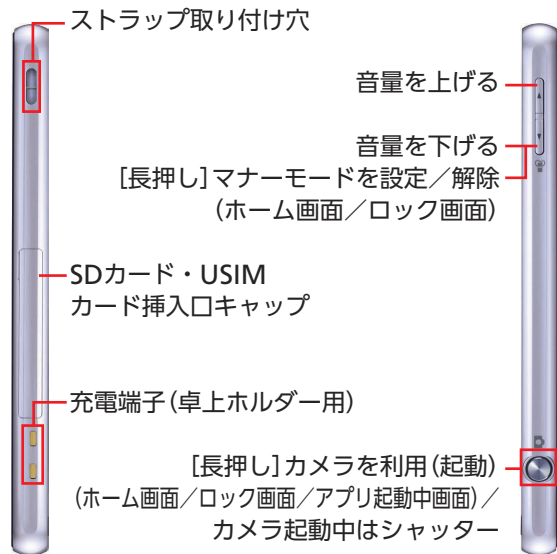 ストラップ取り付け穴
音量を上げる
音量を下げる
[長押し]マナーモードを設定/解除
(ホーム画面/ロック画面)
SDカード・USIM
カード挿入口キャップ
充電端子(卓上ホルダー用)
[長押し]カメラを利用(起動)
(ホーム画面/ロック画面/アプリ起動中画面)/
カメラ起動中はシャッター